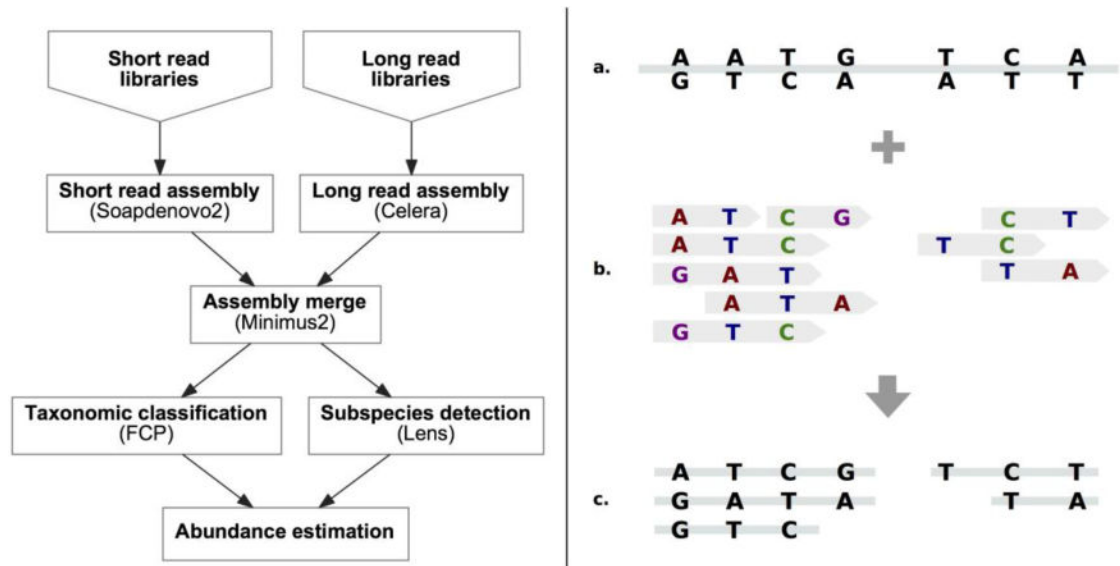 Short read
libraries
Long read
libraries
Short read assembly
(Soapdenovo2)
Long read assembly
(Celera)
Assembly merge
(Minimus2)
Taxonomic classification
(FCP)
Subspecies detection
(Lens)
Abundance estimation
a.
A A T G T C A
G T C A A T T
b.
A T C G C T
A T C T C
G A T T A
A T A
G T C
c.
A T C G T C T
G A T A T A
G T C